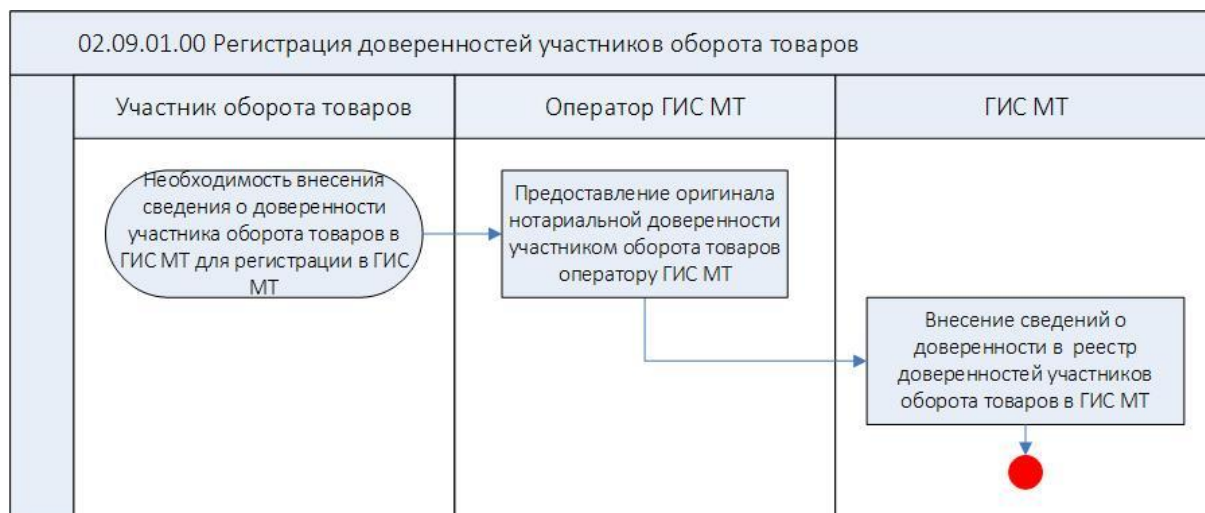 02.09.01.00 Регистрация доверенностей участников оборота товаров
Участник оборота товаров
Оператор ГИС МТ
ГИС МТ
Необходимость внесения
сведения о доверенности
участника оборота товаров в
ГИС МТ для регистрации в ГИС
МТ
Предоставление оригинала
нотариальной доверенности
участником оборота товаров
оператору ГИС МТ
Внесение сведений о
доверенности в реестр
доверенностей участников
оборота товаров в ГИС МТ